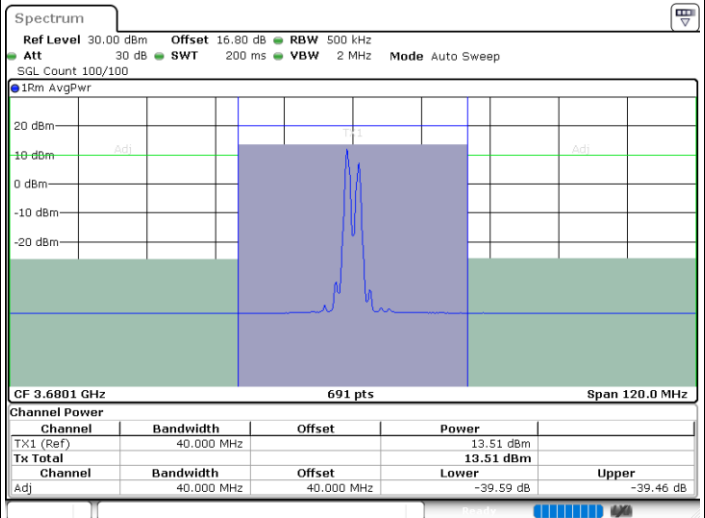 Spectrum
Ref Level 30.00 dBm Offset 16.80 dB RBW 500 kHz
Att 30 dB SWT 200 ms VBW 2 MHz Mode Auto Sweep
SGL Count 100/100
1Rm AvgPwr
20 dBm
TX1
10 dBm Adj Adj
0 dBm
-10 dBm
-20 dBm
CF 3.6801 GHz 691 pts Span 120.0 MHz
Channel Power
Channel Bandwidth Offset Power
TX1 (Ref) 40.000 MHz 13.51 dBm
Tx Total 13.51 dBm
Channel Bandwidth Offset Lower Upper
Adj 40.000 MHz 40.000 MHz -39.59 dB -39.46 dB
Ready